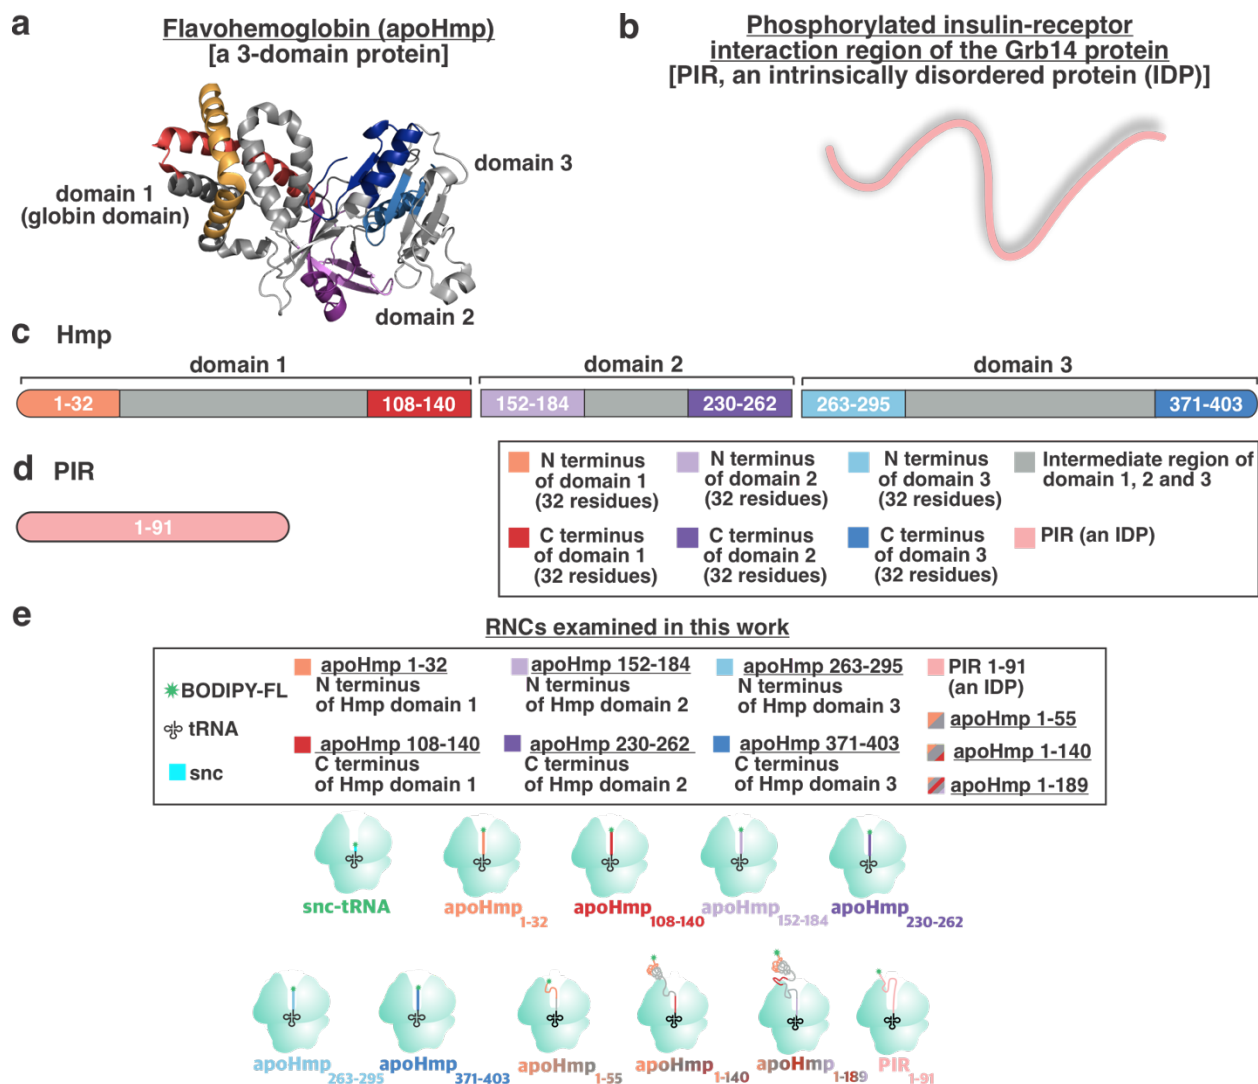 a
Flavohemoglobin (apoHmp)
[a 3-domain protein]
domain 1
(globin domain)
domain 3
domain 2
b
Phosphorylated insulin-receptor
interaction region of the Grb14 protein
[PIR, an intrinsically disordered protein (IDP)]
c Hmp
domain 1
domain 2
domain 3
1-32
108-140
152-184
230-262
263-295
371-403
d PIR
1-91
N terminus
of domain 1
(32 residues)
N terminus
of domain 2
(32 residues)
N terminus
of domain 3
(32 residues)
Intermediate region of
domain 1, 2 and 3
C terminus
of domain 1
(32 residues)
C terminus
of domain 2
(32 residues)
C terminus
of domain 3
(32 residues)
PIR (an IDP)
e
RNCs examined in this work
BODIPY-FL
tRNA
snc
apoHmp 1-32
N terminus
of Hmp domain 1
apoHmp 108-140
C terminus
of Hmp domain 1
apoHmp 152-184
N terminus
of Hmp domain 2
apoHmp 230-262
C terminus
of Hmp domain 2
apoHmp 263-295
N terminus
of Hmp domain 3
apoHmp 371-403
C terminus
of Hmp domain 3
PIR 1-91
(an IDP)
apoHmp 1-55
apoHmp 1-140
apoHmp 1-189
snc-tRNA
apoHmp 1-32
apoHmp 108-140
apoHmp 152-184
apoHmp 230-262
apoHmp 263-295
apoHmp 371-403
apoHmp 1-55
apoHmp 1-140
apoHmp 1-189
PIR 1-91